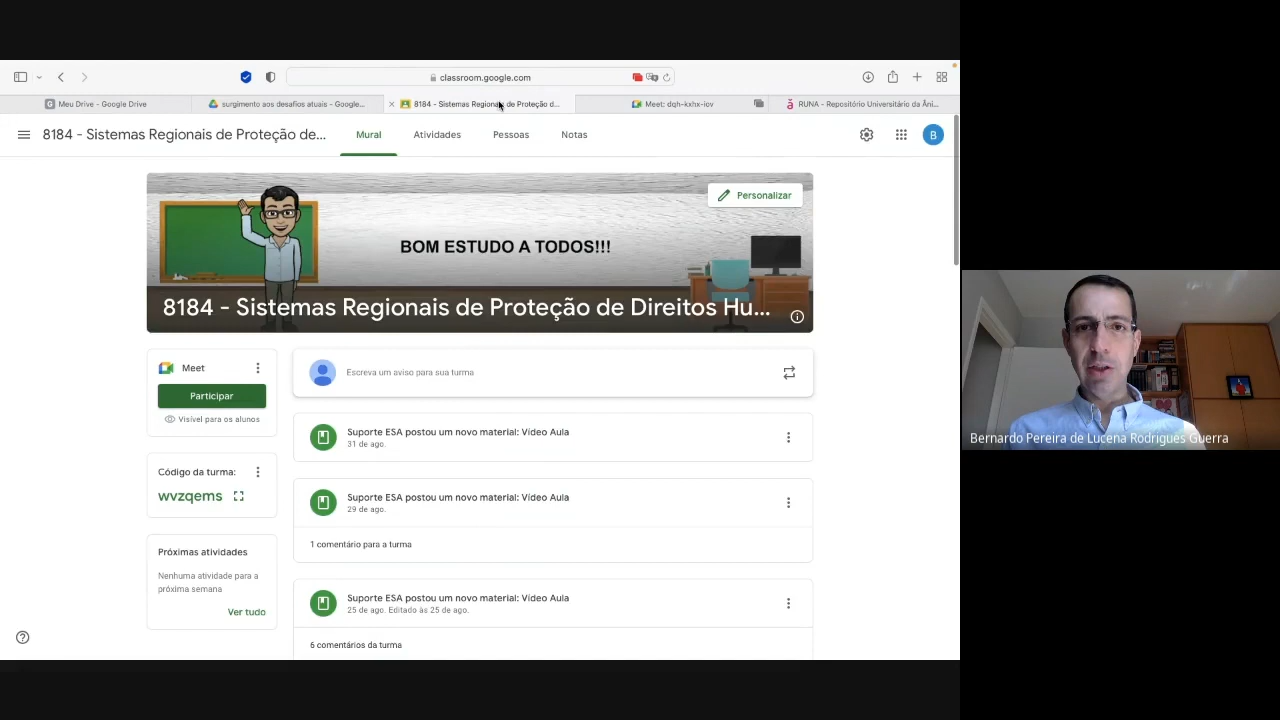 classroom.google.com
Meu Drive - Google Drive
surgimento aos desafios atuais - Google...
8184 - Sistemas Regionais de Proteção d...
Meet: dqh-kxhx-iov
RUNA - Repositório Universitário da Âni...
8184 - Sistemas Regionais de Proteção de...
Mural
Atividades
Pessoas
Notas
B
Personalizar
BOM ESTUDO A TODOS!!!
8184 - Sistemas Regionais de Proteção de Direitos Hu...
Meet
Participar
Visível para os alunos
Escreva um aviso para sua turma
Suporte ESA postou um novo material: Vídeo Aula
31 de ago.
Código da turma:
wvzqems
Suporte ESA postou um novo material: Vídeo Aula
29 de ago.
1 comentário para a turma
Próximas atividades
Nenhuma atividade para a
próxima semana
Ver tudo
Suporte ESA postou um novo material: Vídeo Aula
25 de ago. Editado às 25 de ago.
6 comentários da turma
Bernardo Pereira de Lucena Rodrigues Guerra